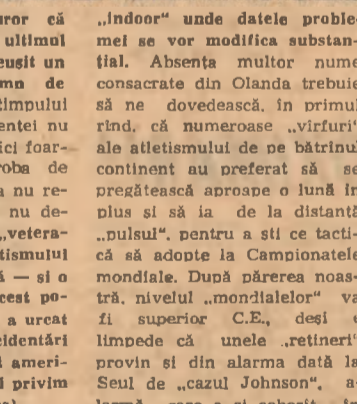 uror că
ultimul
eușit un
mn de
timpului
entei nu
ici foar-
roba de
a nu re-
nu de-
„vetera-
tismului
ă — și o
cest po-
a urcat
cidentări
i ameri-
i privim
„indoor" unde datele proble-
mei se vor modifica substan-
țial. Absența multor nume
consacrate din Olanda trebuie
să ne dovedească, în primul
rînd, că numeroase „vîrfuri"
ale atletismului de pe bătrînul
continent au preferat să se
pregătească aproape o lună în
plus și să ia de la distanță
„pulsul", pentru a ști ce tacti-
că să adopte la Campionatele
mondiale. După părerea noas-
tră, nivelul „mondialelor" va
fi superior C.E., deși e
limpede că unele „rețineri"
provin și din alarma dată la
Seul de „cazul Johnson", a-